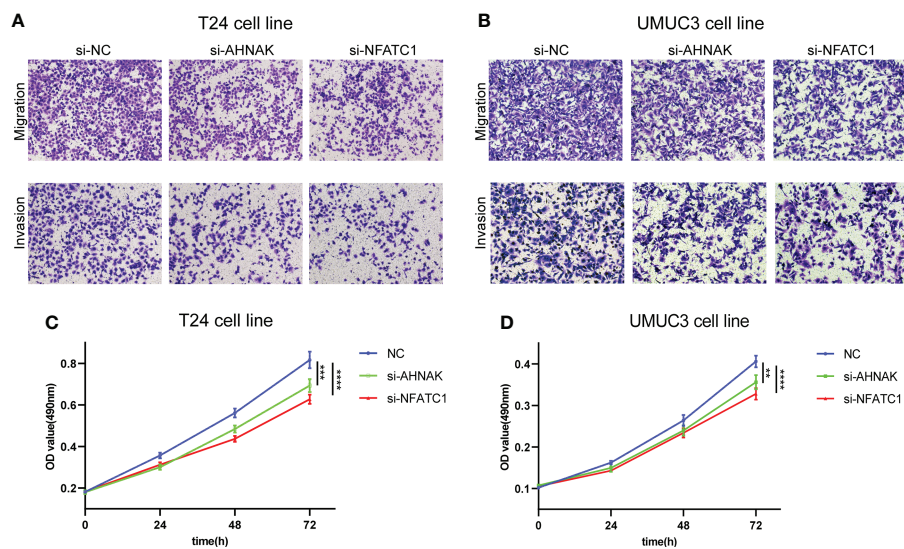 A
T24 cell line
si-NC si-AHNAK si-NFATC1
Migration
Invasion
B
UMUC3 cell line
si-NC si-AHNAK si-NFATC1
Migration
Invasion
C
T24 cell line
OD value(490nm)
0.8
0.6
0.4
0.2
0 24 48 72
time(h)
***
****
NC
si-AHNAK
si-NFATC1
D
UMUC3 cell line
OD value(490nm)
0.4
0.3
0.2
0.1
0 24 48 72
time(h)
**
****
NC
si-AHNAK
si-NFATC1